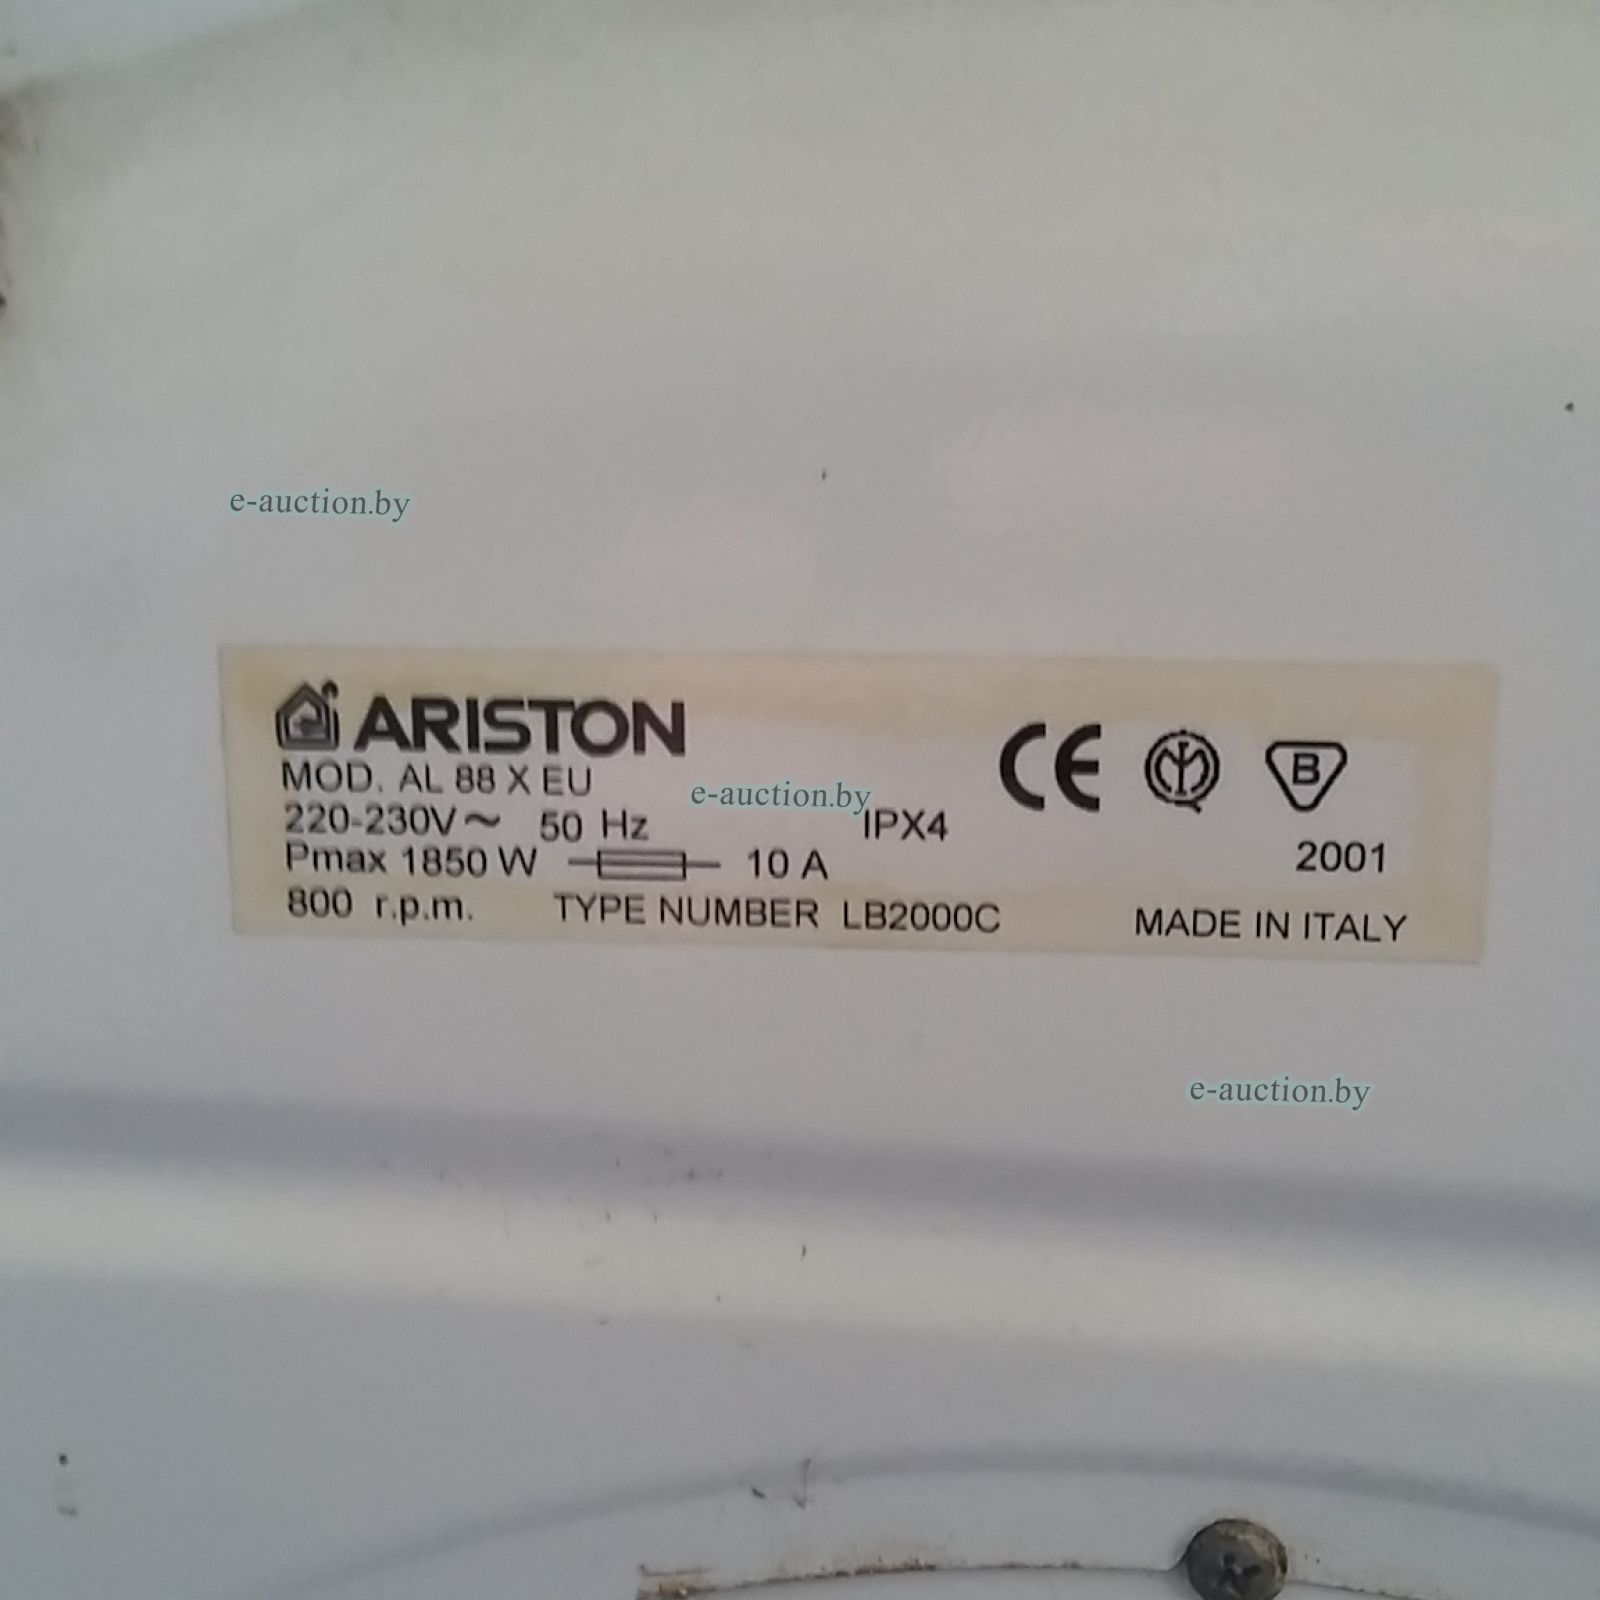 e-auction.by
ARISTON
MOD. AL 88 X EU
e-auction.by
220-230V~ 50 Hz IPX4
Pmax 1850 W 10 A
800 r.p.m. TYPE NUMBER LB2000C
CE
B
2001
MADE IN ITALY
e-auction.by